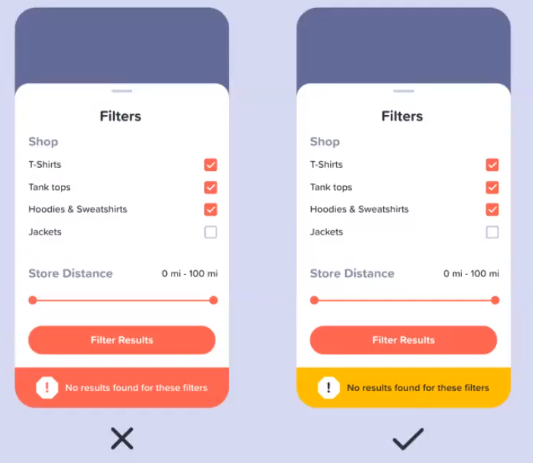 Filters
Shop
T-Shirts
Tank tops
Hoodies & Sweatshirts
Jackets
Store Distance 0 mi - 100 mi
Filter Results
! No results found for these filters
Filters
Shop
T-Shirts
Tank tops
Hoodies & Sweatshirts
Jackets
Store Distance 0 mi - 100 mi
Filter Results
! No results found for these filters